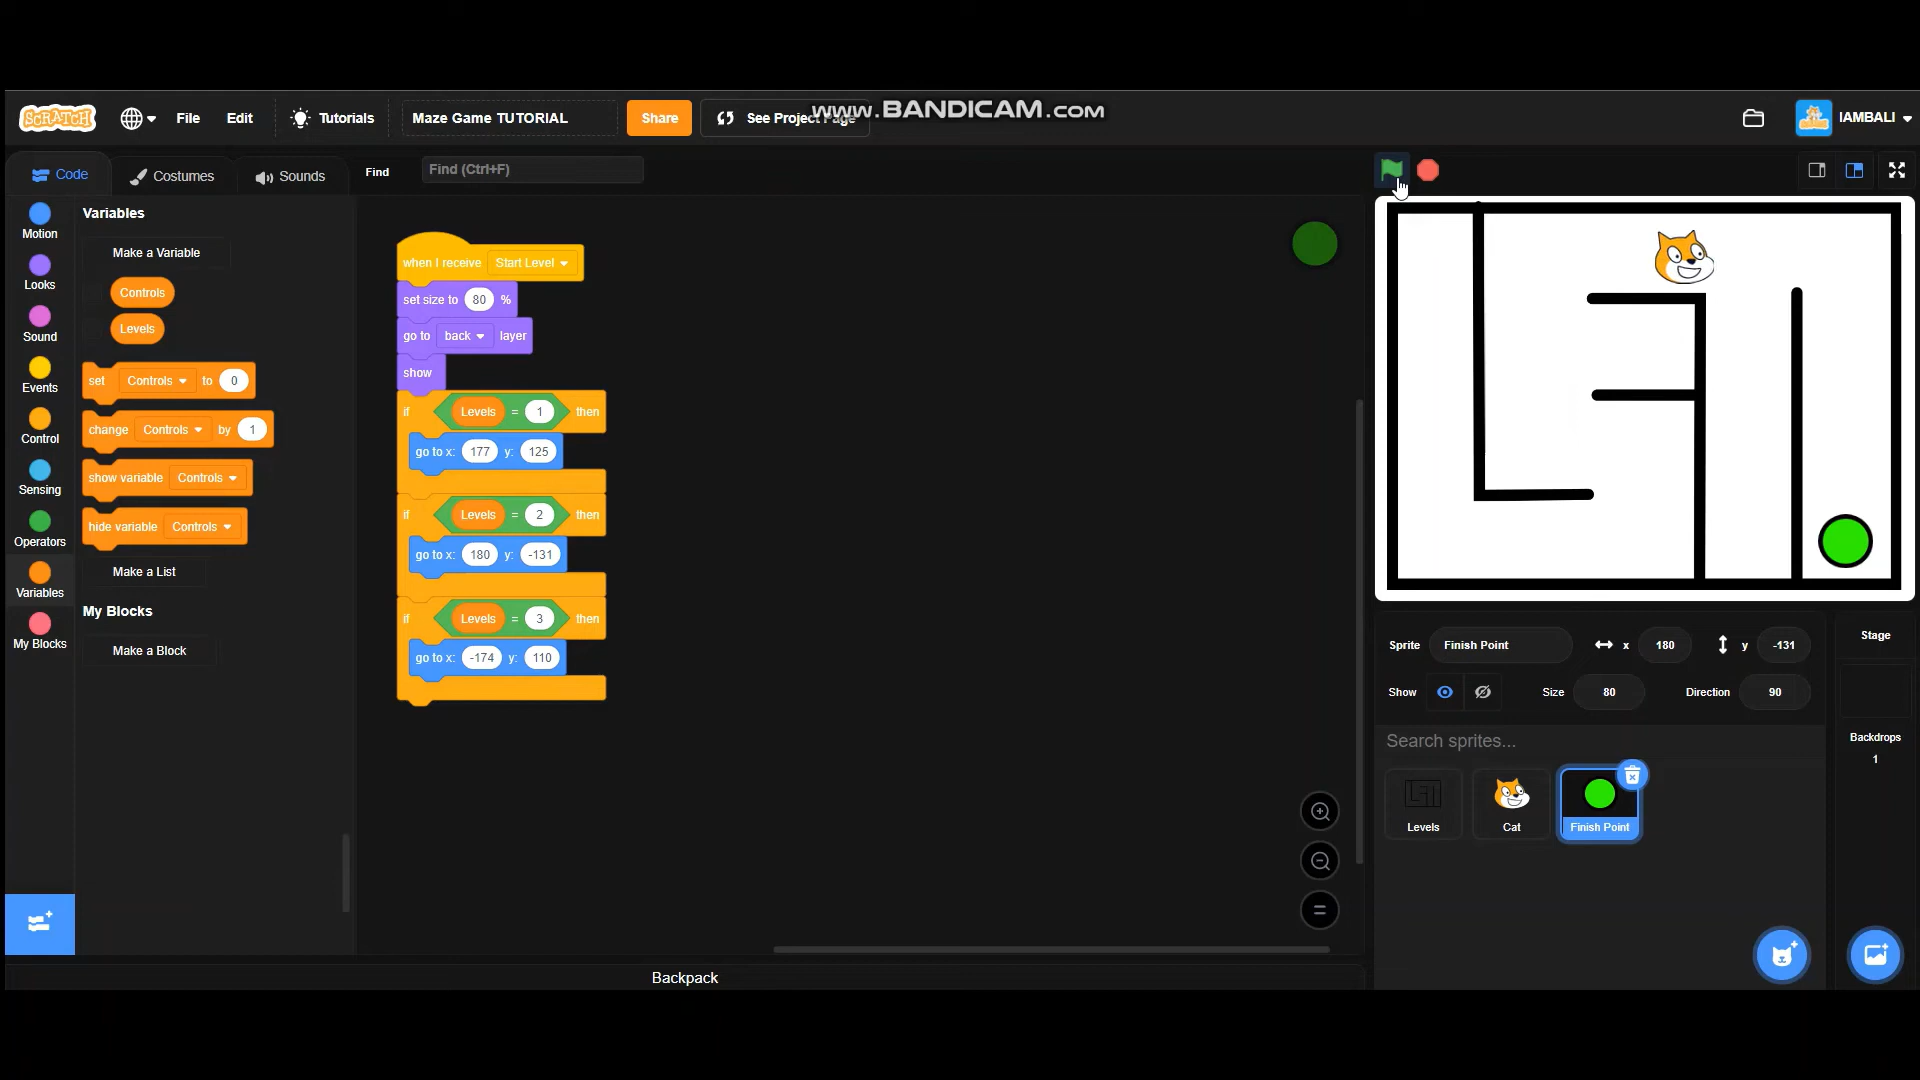 www.BANDICAM.com
SCRATCH File Edit Tutorials Maze Game TUTORIAL Share See Project Page IAMBALI
Code Costumes Sounds Find Find (Ctrl+F)
Motion
Looks
Sound
Events
Control
Sensing
Operators
Variables
My Blocks
Variables
Make a Variable
Controls
Levels
set Controls to 0
change Controls by 1
show variable Controls
hide variable Controls
Make a List
My Blocks
Make a Block
when I receive Start Level
set size to 80 %
go to back layer
show
if Levels = 1 then
go to x: 177 y: 125
if Levels = 2 then
go to x: 180 y: -131
if Levels = 3 then
go to x: -174 y: 110
Backpack
Sprite Finish Point x 180 y -131
Show Size 80 Direction 90
Search sprites...
Levels Cat Finish Point
Stage
Backdrops
1